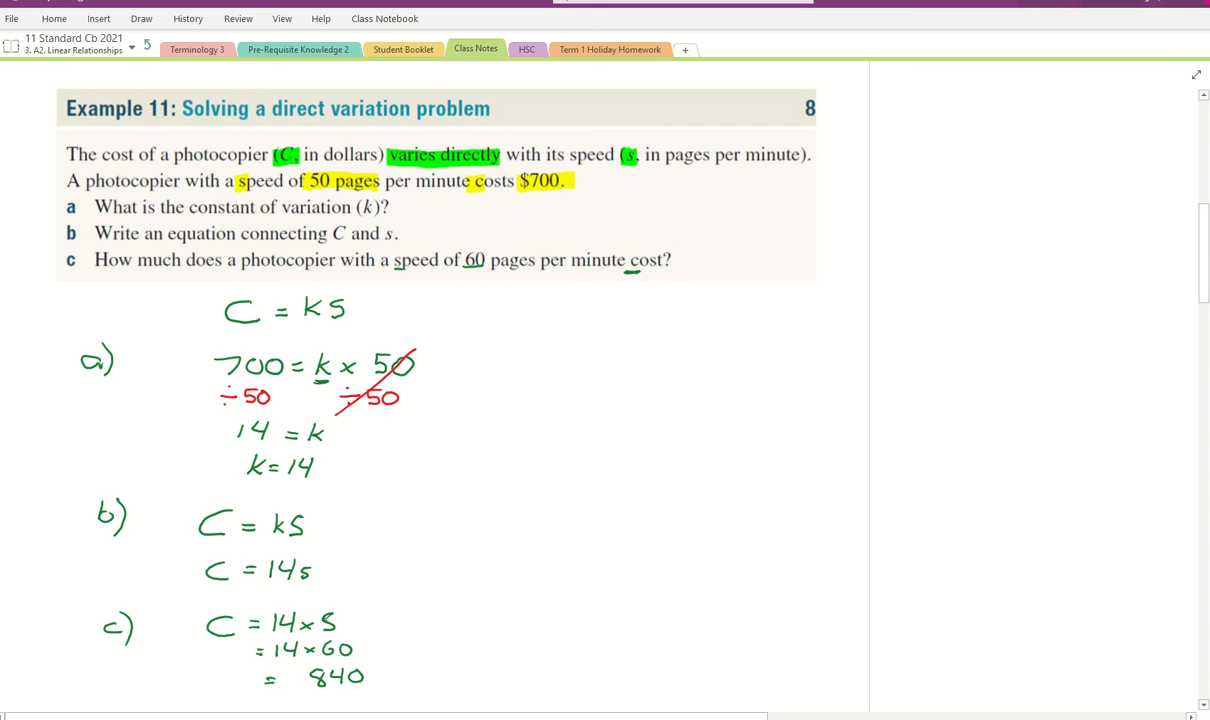 File Home Insert Draw History Review View Help Class Notebook
11 Standard Cb 2021
3. A2. Linear Relationships
Terminology 3 Pre-Requisite Knowledge 2 Student Booklet Class Notes HSC Term 1 Holiday Homework +
Example 11: Solving a direct variation problem 8
The cost of a photocopier (C, in dollars) varies directly with its speed (s, in pages per minute).
A photocopier with a speed of 50 pages per minute costs $700.
a What is the constant of variation (k)?
b Write an equation connecting C and s.
c How much does a photocopier with a speed of 60 pages per minute cost?
C = ks
a) 700 = k × 50
÷50 ÷50
14 = k
k = 14
b) C = ks
C = 14s
c) C = 14 × s
= 14 × 60
= 840